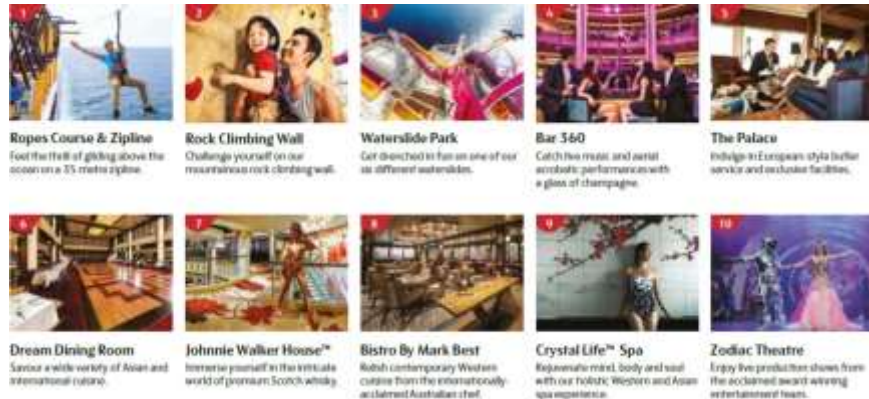 1
2
3
4
5
Ropes Course & Zipline
Feel the thrill of gliding above the
ocean on a 35 metre zipline.
Rock Climbing Wall
Challenge yourself on our
mountainous rock climbing wall.
Waterslide Park
Get drenched in fun on one of our
six different waterslides.
Bar 360
Catch live music and aerial
acrobatic performances with
a glass of champagne.
The Palace
Indulge in European style butler
service and exclusive facilities.
6
7
8
9
10
Dream Dining Room
Savour a wide variety of Asian and
international cuisine.
Johnnie Walker House™
Immerse yourself in the intricate
world of premium Scotch whisky.
Bistro By Mark Best
Relish contemporary Western
cuisine from the internationally-
acclaimed Australian chef.
Crystal Life™ Spa
Rejuvenate mind, body and soul
with our holistic Western and Asian
spa experience.
Zodiac Theatre
Enjoy live production shows from
the acclaimed award winning
entertainment team.